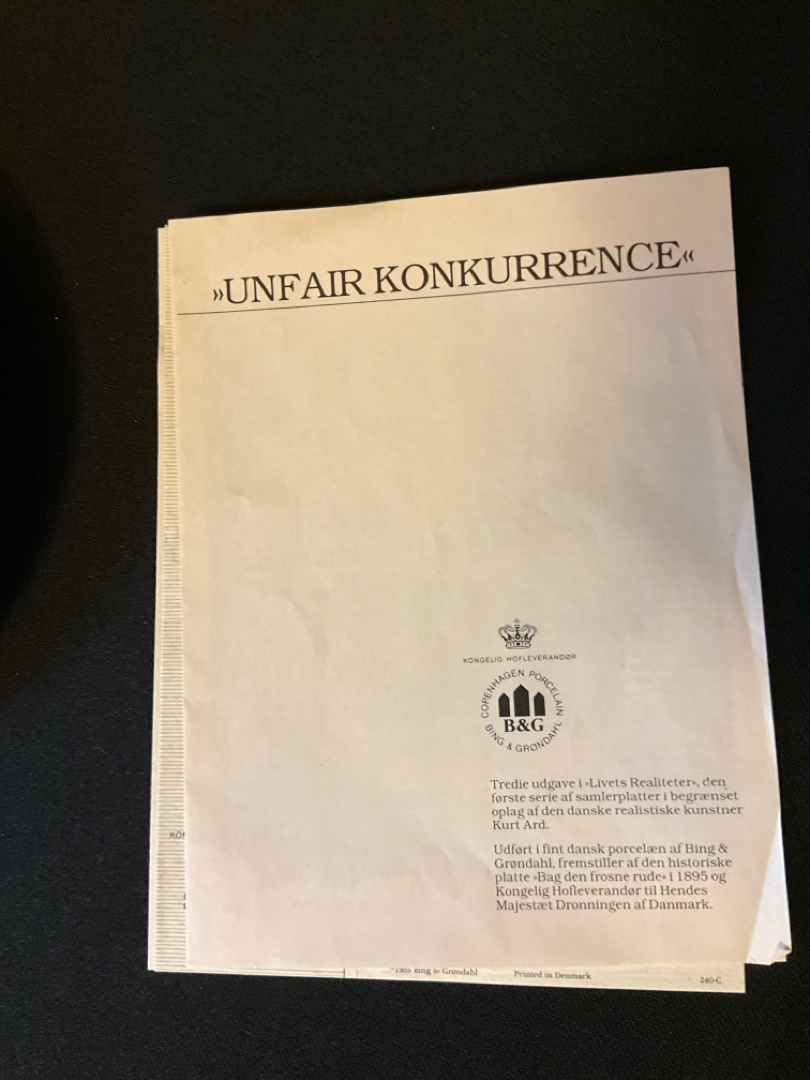 »UNFAIR KONKURRENCE«
KONGELIG HOFLEVERANDØR
COPENHAGEN PORCELAIN
B&G
BING & GRØNDAHL
Tredie udgave i »Livets Realiteter«, den
første serie af samlerplatter i begrænset
oplag af den danske realistiske kunstner
Kurt Ard.
Udført i fint dansk porcelæn af Bing &
Grøndahl, fremstiller af den historiske
platte »Bag den frosne rude« i 1895 og
Kongelig Hofleverandør til Hendes
Majestæt Dronningen af Danmark.
Bing & Grøndahl
Printed in Denmark
240-C